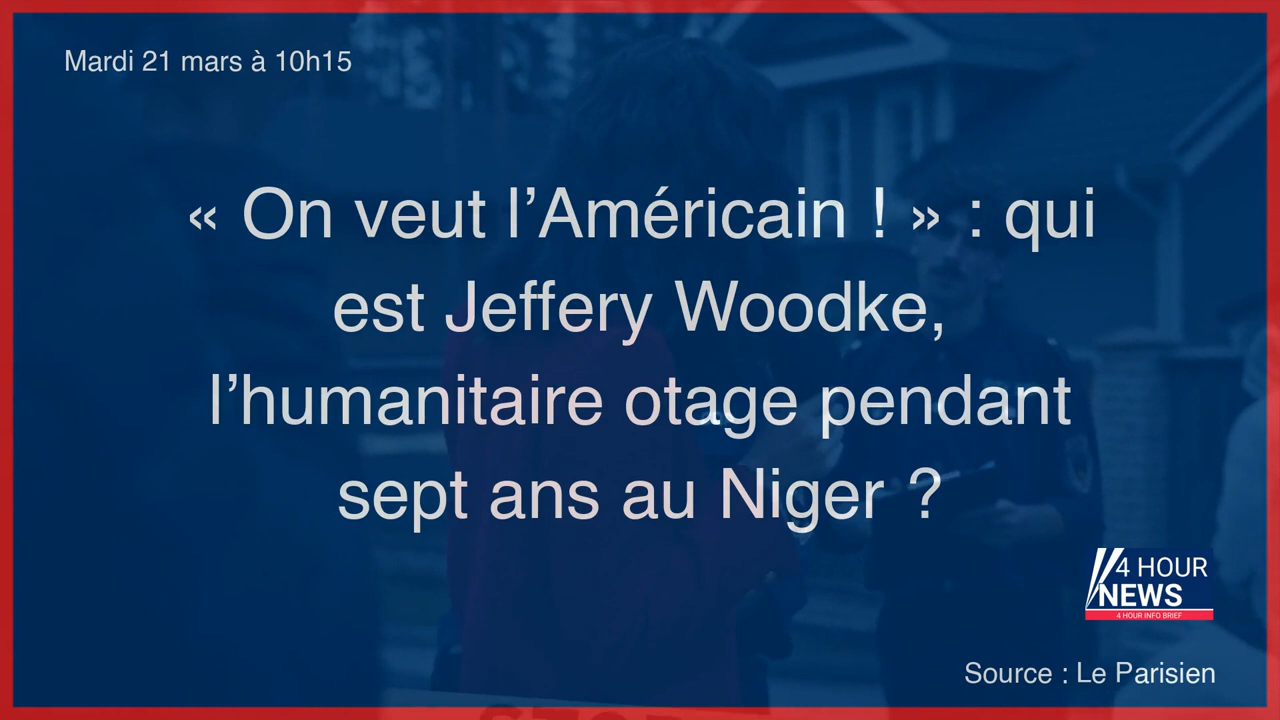 Mardi 21 mars à 10h15
« On veut l’Américain ! » : qui
est Jeffery Woodke,
l’humanitaire otage pendant
sept ans au Niger ?
4 HOUR
NEWS
4 HOUR INFO BRIEF
Source : Le Parisien